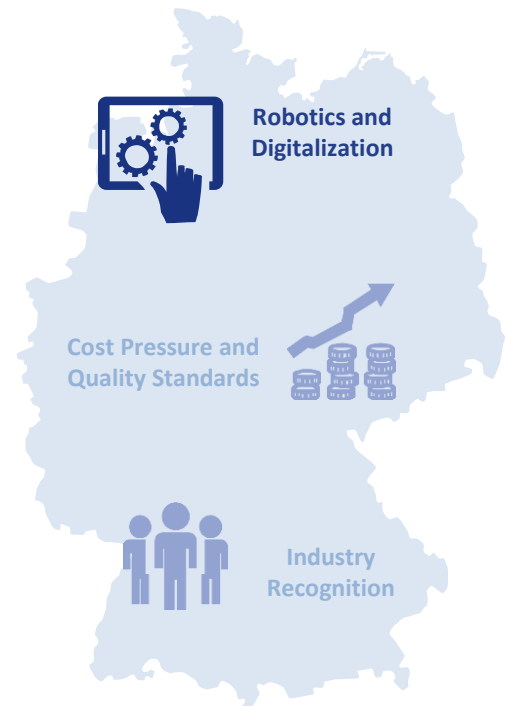 Robotics and
Digitalization
Cost Pressure and
Quality Standards
Industry
Recognition